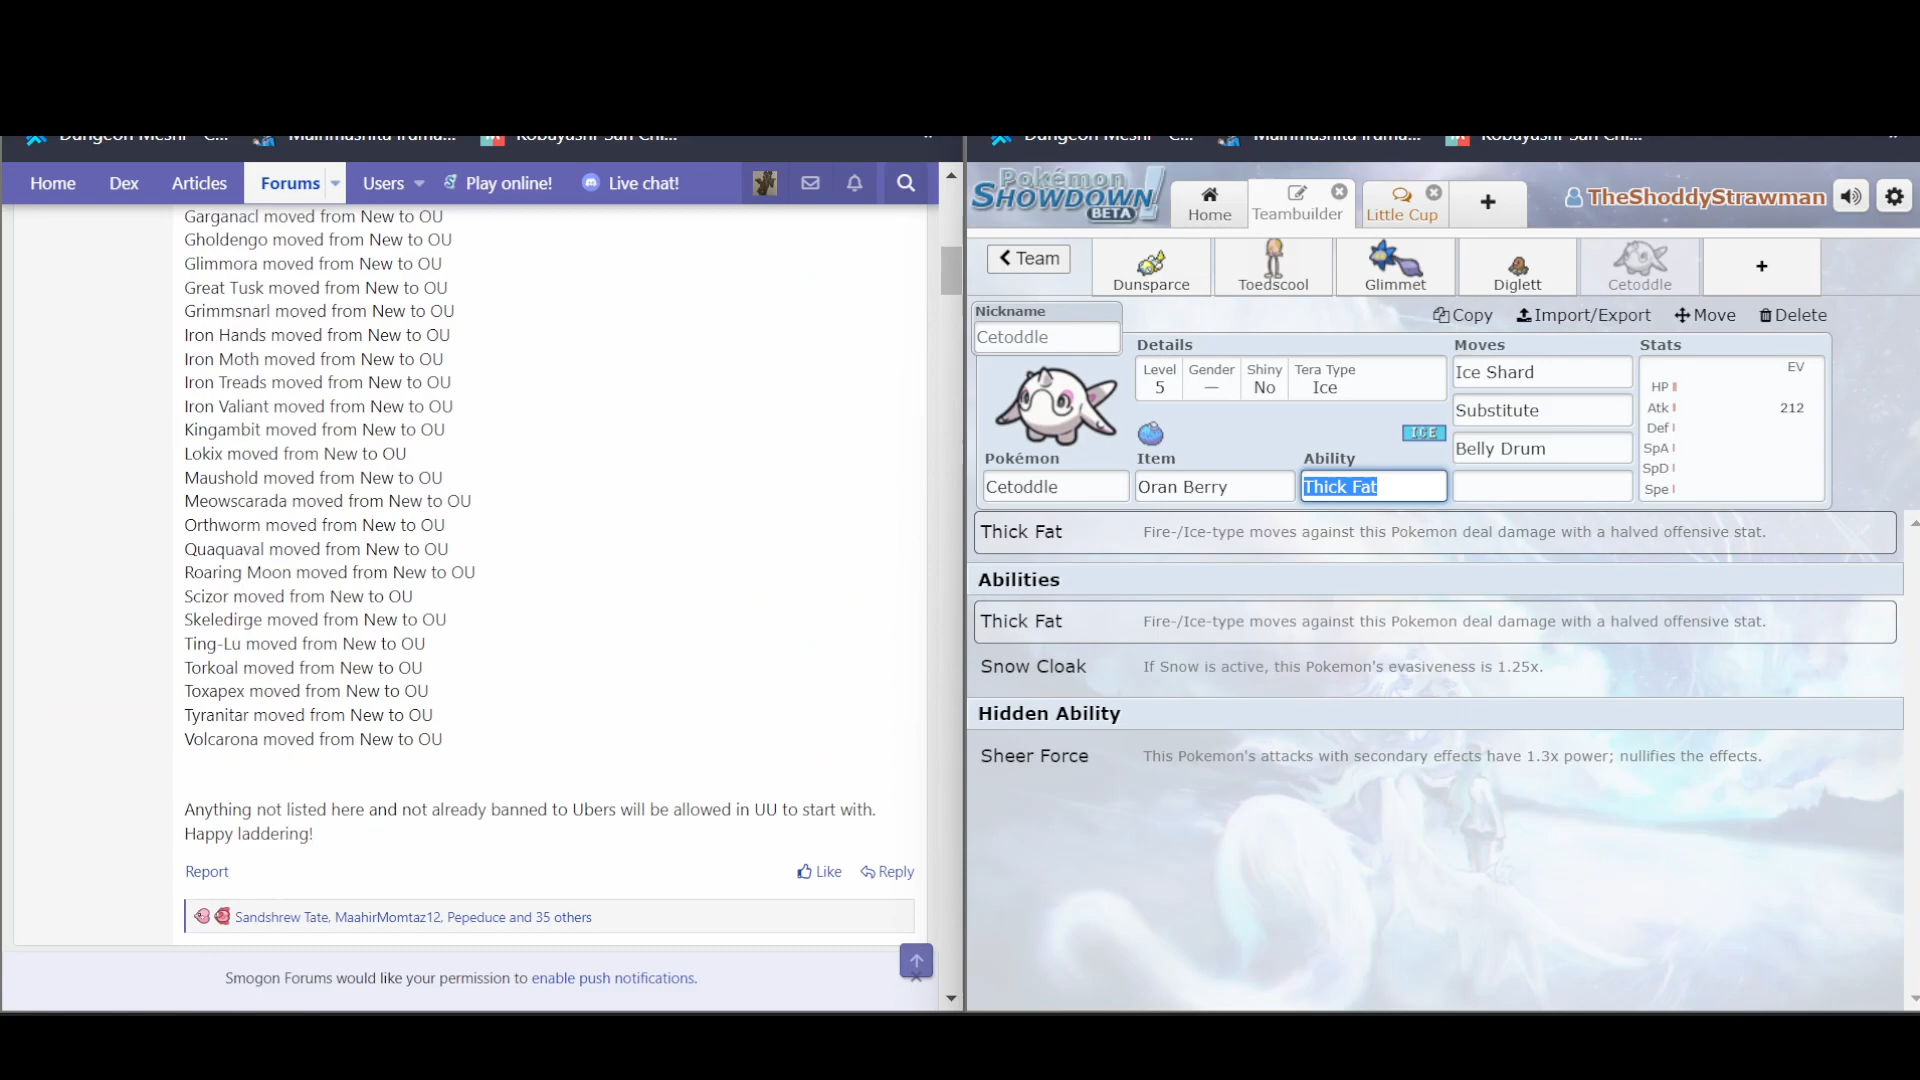 Dungeon Meshi - C...
Mairimashita Iruma...
Kobayashi-san Chi...
»
Home
Dex
Articles
Forums
Users
Play online!
Live chat!
Garganacl moved from New to OU
Gholdengo moved from New to OU
Glimmora moved from New to OU
Great Tusk moved from New to OU
Grimmsnarl moved from New to OU
Iron Hands moved from New to OU
Iron Moth moved from New to OU
Iron Treads moved from New to OU
Iron Valiant moved from New to OU
Kingambit moved from New to OU
Lokix moved from New to OU
Maushold moved from New to OU
Meowscarada moved from New to OU
Orthworm moved from New to OU
Quaquaval moved from New to OU
Roaring Moon moved from New to OU
Scizor moved from New to OU
Skeledirge moved from New to OU
Ting-Lu moved from New to OU
Torkoal moved from New to OU
Toxapex moved from New to OU
Tyranitar moved from New to OU
Volcarona moved from New to OU
Anything not listed here and not already banned to Ubers will be allowed in UU to start with.
Happy laddering!
Report
Like
Reply
Sandshrew Tate, MaahirMomtaz12, Pepeduce and 35 others
Smogon Forums would like your permission to enable push notifications.
Dungeon Meshi - C...
Mairimashita Iruma...
Kobayashi-san Chi...
»
Pokémon
SHOWDOWN!
BETA
Home
Teambuilder
Little Cup
+
TheShoddyStrawman
Team
Dunsparce
Toedscool
Glimmet
Diglett
Cetoddle
+
Nickname
Cetoddle
Copy
Import/Export
Move
Delete
Details
Level
5
Gender
—
Shiny
No
Tera Type
Ice
ICE
Pokémon
Cetoddle
Item
Oran Berry
Ability
Thick Fat
Moves
Ice Shard
Substitute
Belly Drum
Stats
EV
HP
Atk 212
Def
SpA
SpD
Spe
Thick Fat Fire-/Ice-type moves against this Pokemon deal damage with a halved offensive stat.
Abilities
Thick Fat Fire-/Ice-type moves against this Pokemon deal damage with a halved offensive stat.
Snow Cloak If Snow is active, this Pokemon's evasiveness is 1.25x.
Hidden Ability
Sheer Force This Pokemon's attacks with secondary effects have 1.3x power; nullifies the effects.